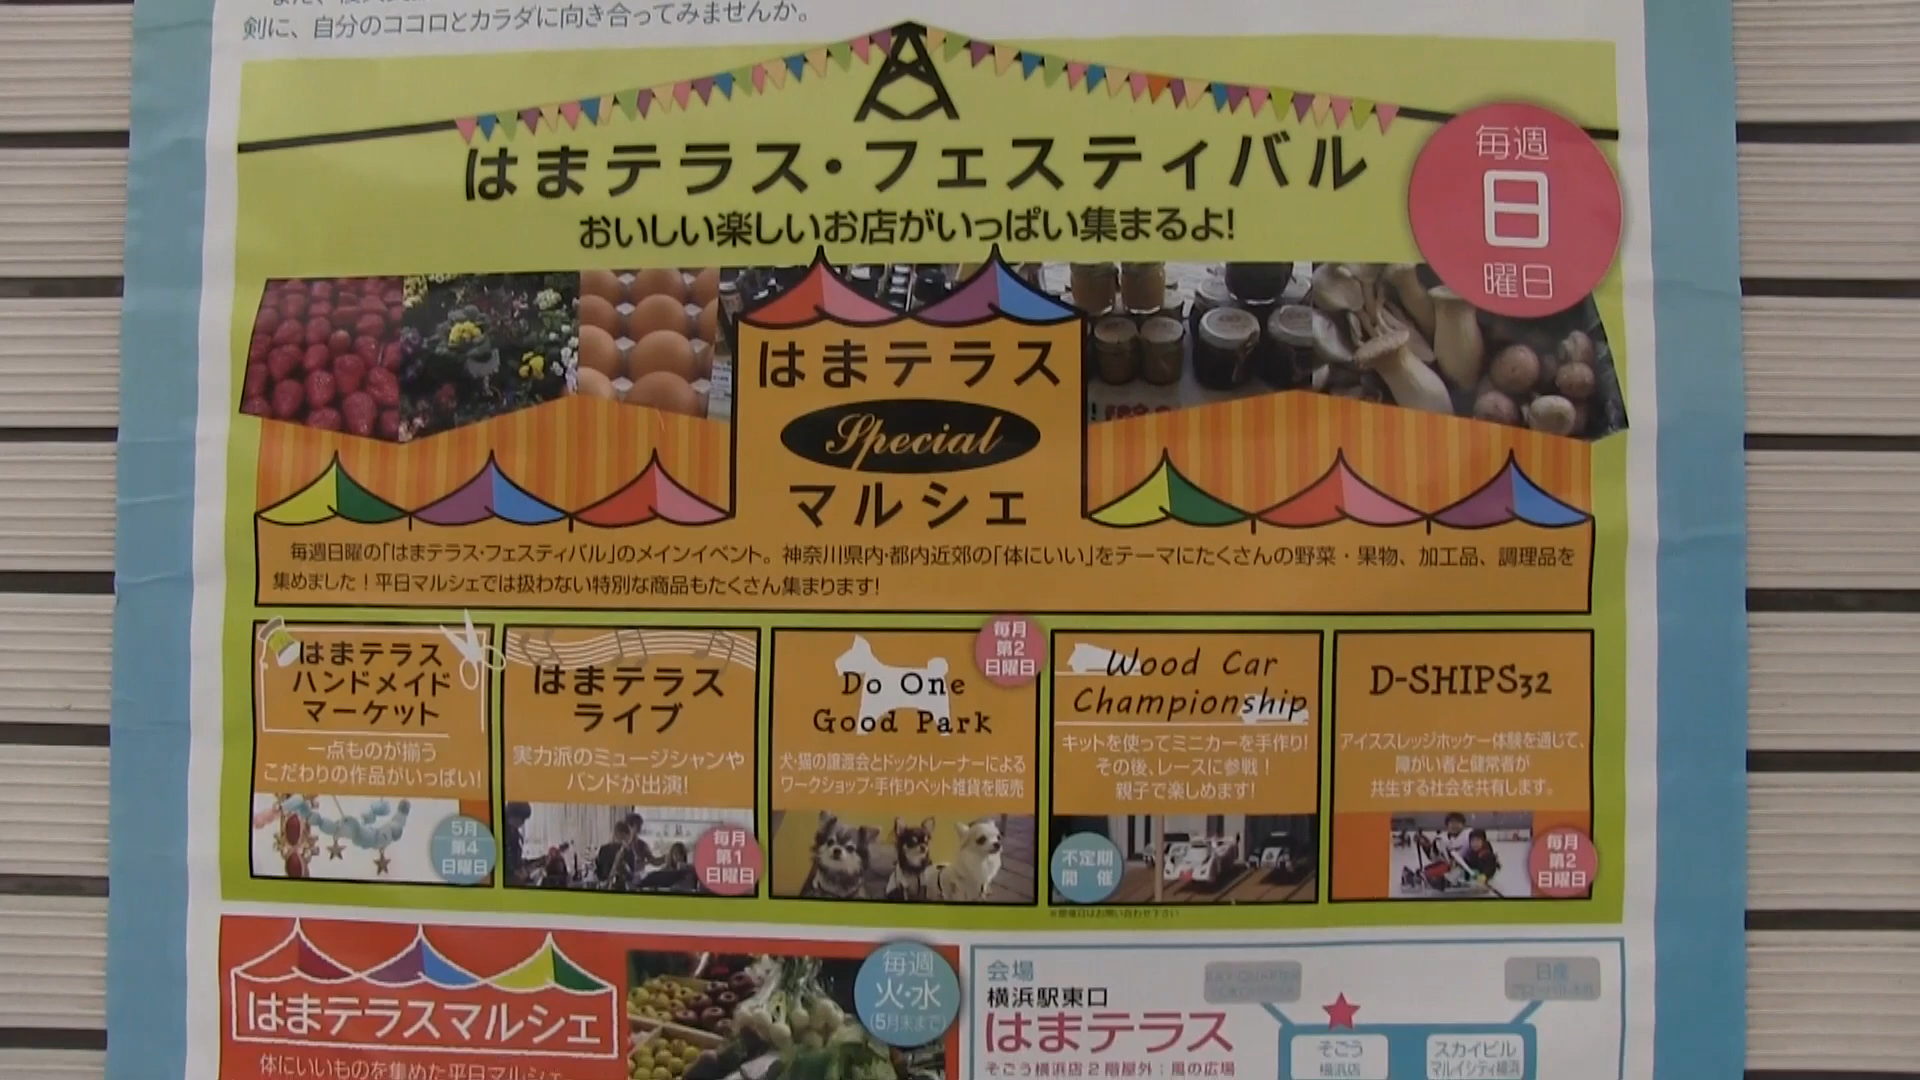 剣に、自分のココロとカラダに向き合ってみませんか。
はまテラス・フェスティバル
おいしい楽しいお店がいっぱい集まるよ!
毎週
日
曜日
はまテラス
Special
マルシェ
毎週日曜の「はまテラス・フェスティバル」のメインイベント。神奈川県内・都内近郊の「体にいい」をテーマにたくさんの野菜・果物、加工品、調理品を
集めました！平日マルシェでは扱わない特別な商品もたくさん集まります!
はまテラス
ハンドメイド
マーケット
一点ものが揃う
こだわりの作品がいっぱい!
5月
第4
日曜日
はまテラス
ライブ
実力派のミュージシャンや
バンドが出演!
毎月
第1
日曜日
毎月
第2
日曜日
Do One
Good Park
犬・猫の譲渡会とドックトレーナーによる
ワークショップ・手作りペット雑貨を販売
Wood Car
Championship
キットを使ってミニカーを手作り!
その後、レースに参戦！
親子で楽しめます!
不定期
開催
※開催日はお問い合わせ下さい
D-SHIPS32
アイススレッジホッケー体験を通じて、
障がい者と健常者が
共生する社会を共有します。
毎月
第2
日曜日
はまテラスマルシェ
体にいいものを集めた平日マルシェ
毎週
火・水
(5月末まで)
会場
横浜駅東口
はまテラス
そごう横浜店2階屋外：風の広場
日産
そごう
横浜店
スカイビル
マルイシティ横浜